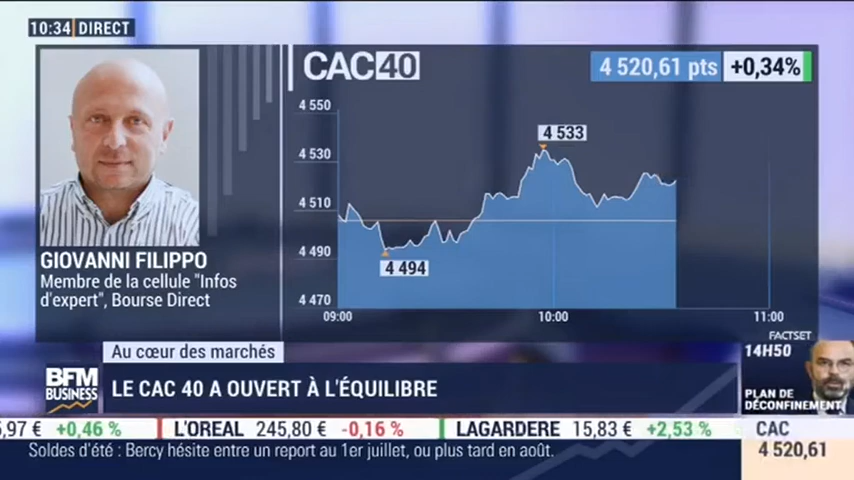 10:34 DIRECT
CAC40
4 520,61 pts +0,34%
4 550
4 530
4 510
4 490
4 470
4 533
4 494
09:00 10:00 11:00
FACTSET
GIOVANNI FILIPPO
Membre de la cellule "Infos
d'expert", Bourse Direct
Au cœur des marchés
BFM
BUSINESS
LE CAC 40 A OUVERT À L'ÉQUILIBRE
14H50
PLAN DE
DÉCONFINEMENT
5,97 € +0,46 % L'OREAL 245,80 € -0,16 % LAGARDERE 15,83 € +2,53 %
CAC
4 520,61
Soldes d'été : Bercy hésite entre un report au 1er juillet, ou plus tard en août.